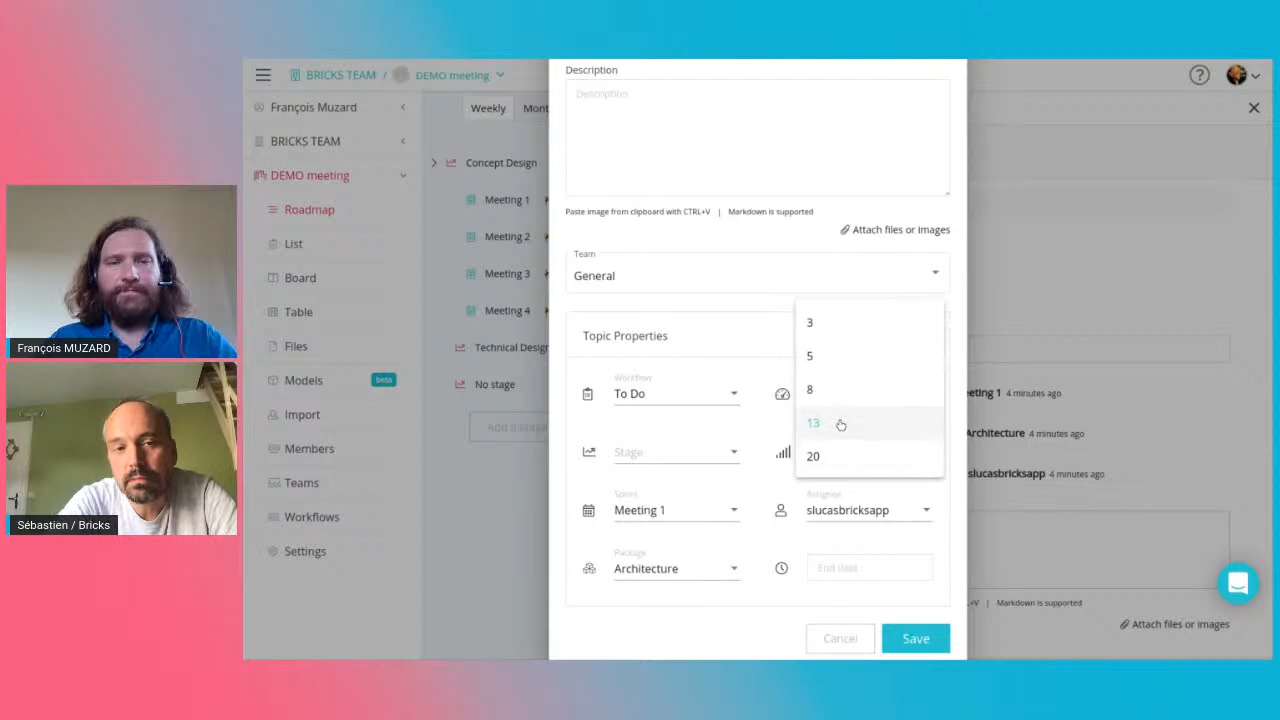 BRICKS TEAM / DEMO meeting
François Muzard
BRICKS TEAM
DEMO meeting
Roadmap
List
Board
Table
Files
Models beta
Import
Members
Teams
Workflows
Settings
Weekly Mont
Concept Design
Meeting 1
Meeting 2
Meeting 3
Meeting 4
Technical Design
No stage
Add a stage
Description
Description
Paste image from clipboard with CTRL+V | Markdown is supported
Attach files or images
Team
General
Topic Properties
Workflow
To Do
Stage
Sprint
Meeting 1
Package
Architecture
3
5
8
13
20
Assignee
slucasbricksapp
End date
Cancel Save
?
eeting 1 4 minutes ago
Architecture 4 minutes ago
slucasbricksapp 4 minutes ago
L+V | Markdown is supported
Attach files or images
François MUZARD
Sébastien / Bricks